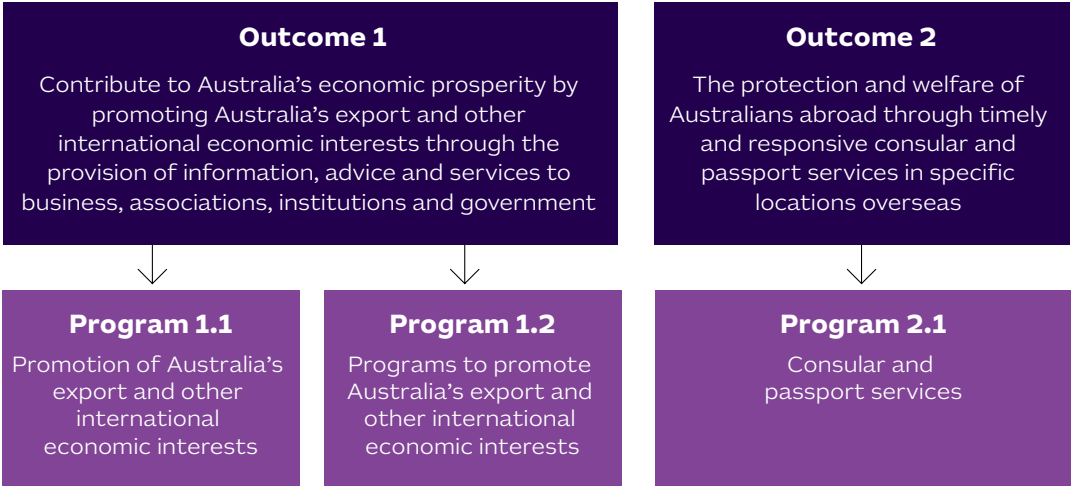 Outcome 1
Contribute to Australia’s economic prosperity by
promoting Australia’s export and other
international economic interests through the
provision of information, advice and services to
business, associations, institutions and government
Outcome 2
The protection and welfare of
Australians abroad through timely
and responsive consular and
passport services in specific
locations overseas
Program 1.1
Promotion of Australia’s
export and other
international
economic interests
Program 1.2
Programs to promote
Australia’s export and
other international
economic interests
Program 2.1
Consular and
passport services